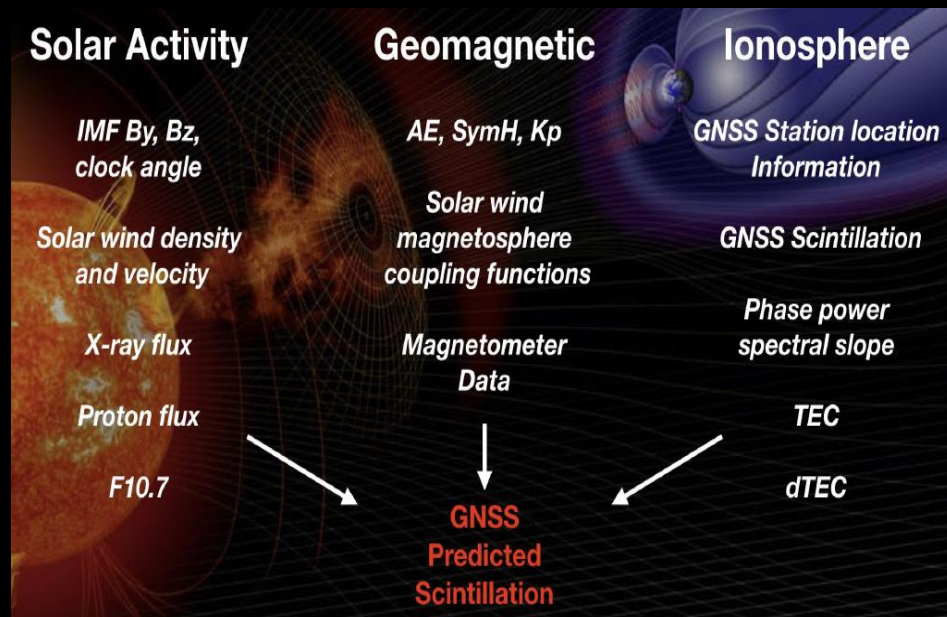 Solar Activity
IMF By, Bz,
clock angle
Solar wind density
and velocity
X-ray flux
Proton flux
F10.7
Geomagnetic
AE, SymH, Kp
Solar wind
magnetosphere
coupling functions
Magnetometer
Data
Ionosphere
GNSS Station location
Information
GNSS Scintillation
Phase power
spectral slope
TEC
dTEC
GNSS
Predicted
Scintillation